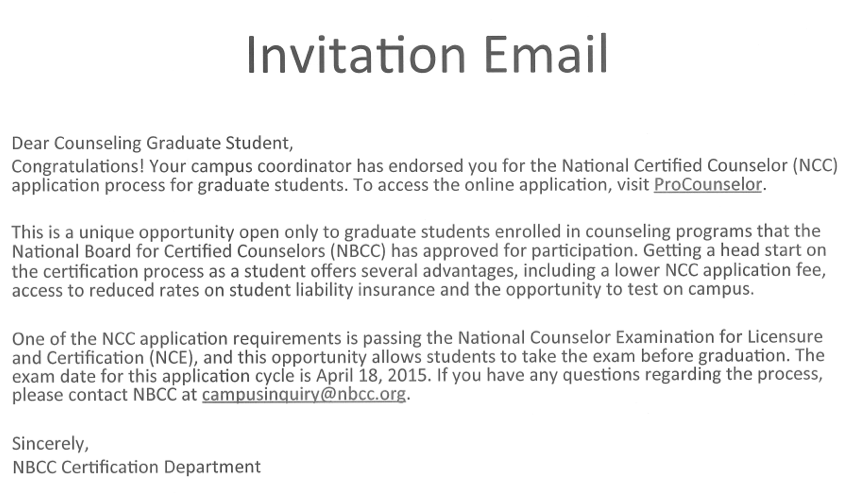 Invitation Email
Dear Counseling Graduate Student,
Congratulations! Your campus coordinator has endorsed you for the National Certified Counselor (NCC)
application process for graduate students. To access the online application, visit ProCounselor.
This is a unique opportunity open only to graduate students enrolled in counseling programs that the
National Board for Certified Counselors (NBCC) has approved for participation. Getting a head start on
the certification process as a student offers several advantages, including a lower NCC application fee,
access to reduced rates on student liability insurance and the opportunity to test on campus.
One of the NCC application requirements is passing the National Counselor Examination for Licensure
and Certification (NCE), and this opportunity allows students to take the exam before graduation. The
exam date for this application cycle is April 18, 2015. If you have any questions regarding the process,
please contact NBCC at campusinquiry@nbcc.org.
Sincerely,
NBCC Certification Department